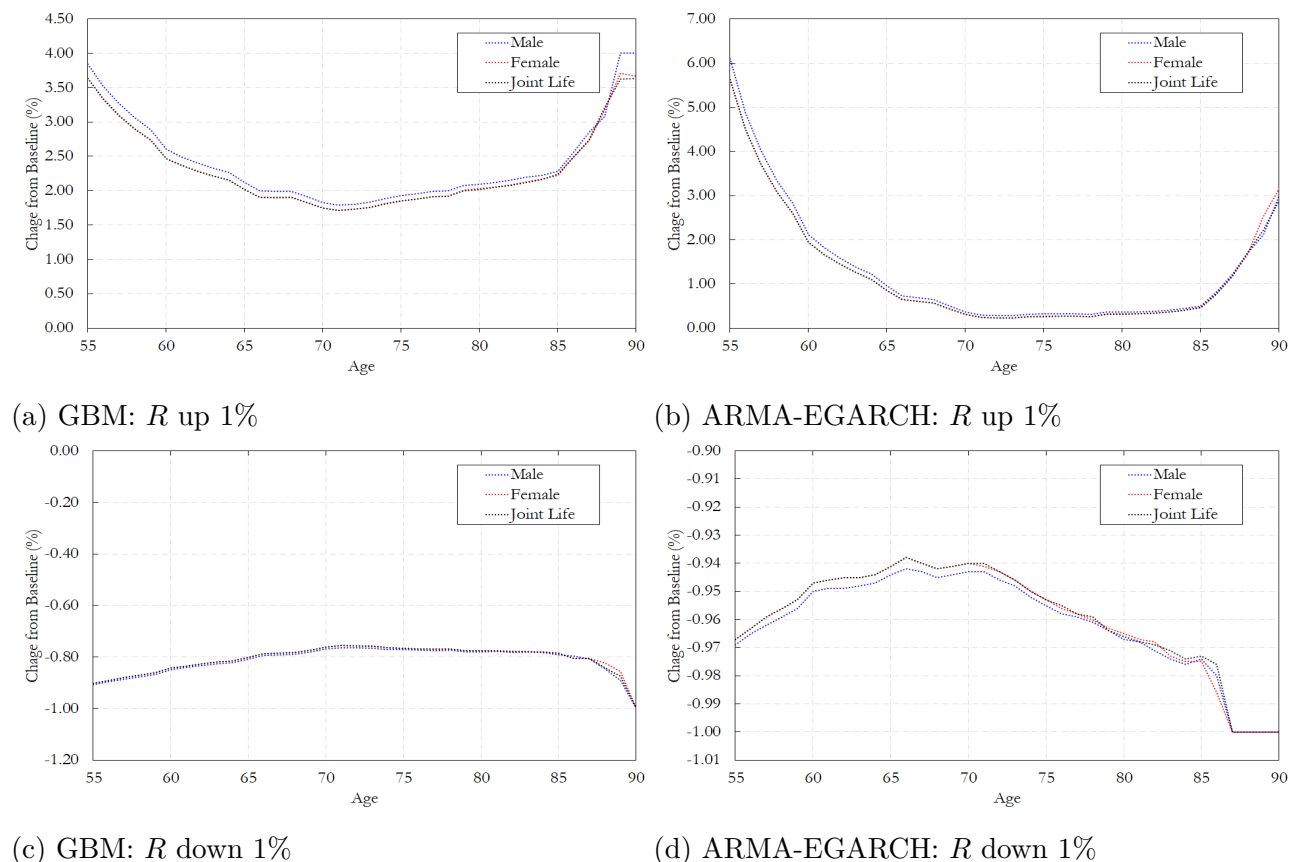 4.50
4.00
3.50
3.00
2.50
2.00
1.50
1.00
0.50
0.00
Chage from Baseline (%)
55 60 65 70 75 80 85 90
Age
Male
Female
Joint Life
(a) GBM: R up 1%
7.00
6.00
5.00
4.00
3.00
2.00
1.00
0.00
Chage from Baseline (%)
55 60 65 70 75 80 85 90
Age
Male
Female
Joint Life
(b) ARMA-EGARCH: R up 1%
0.00
-0.20
-0.40
-0.60
-0.80
-1.00
-1.20
Chage from Baseline (%)
55 60 65 70 75 80 85 90
Age
Male
Female
Joint Life
(c) GBM: R down 1%
-0.90
-0.91
-0.92
-0.93
-0.94
-0.95
-0.96
-0.97
-0.98
-0.99
-1.00
-1.01
Chage from Baseline (%)
55 60 65 70 75 80 85 90
Age
Male
Female
Joint Life
(d) ARMA-EGARCH: R down 1%